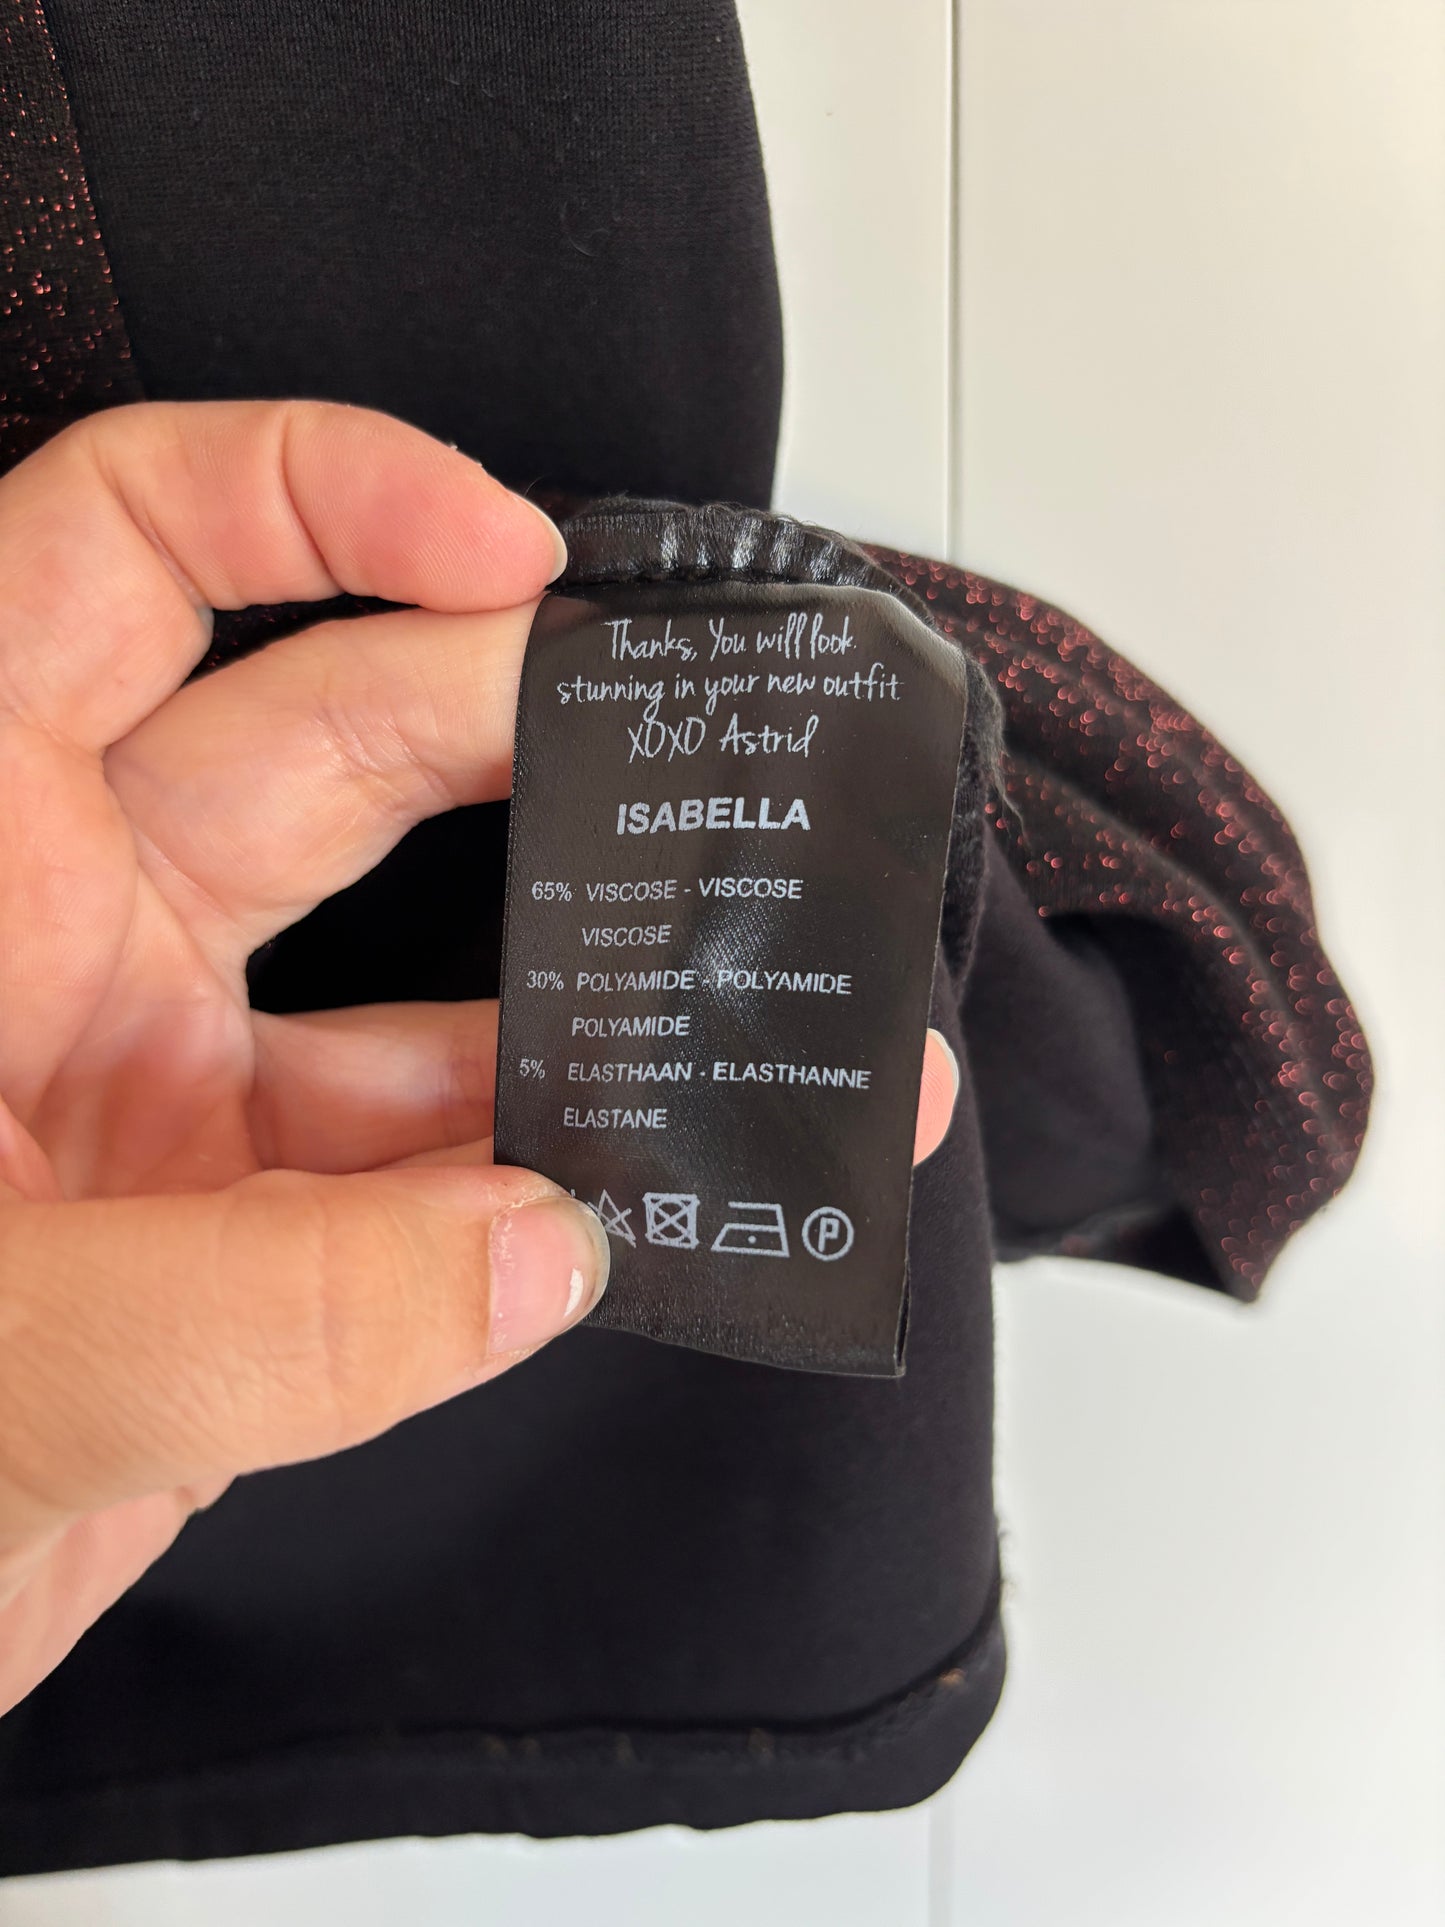 Thanks, You will look
stunning in your new outfit
XOXO Astrid
ISABELLA
65% VISCOSE - VISCOSE
VISCOSE
30% POLYAMIDE - POLYAMIDE
POLYAMIDE
5% ELASTHAAN - ELASTHANNE
ELASTANE
P